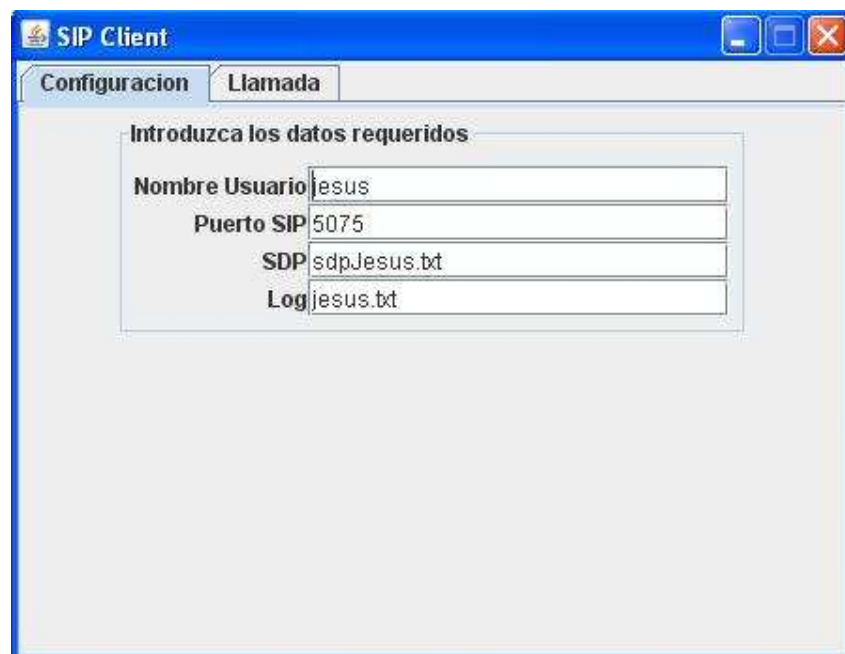 SIP Client
Configuracion Llamada
Introduzca los datos requeridos
Nombre Usuario jesus
Puerto SIP 5075
SDP sdpJesus.txt
Log jesus.txt